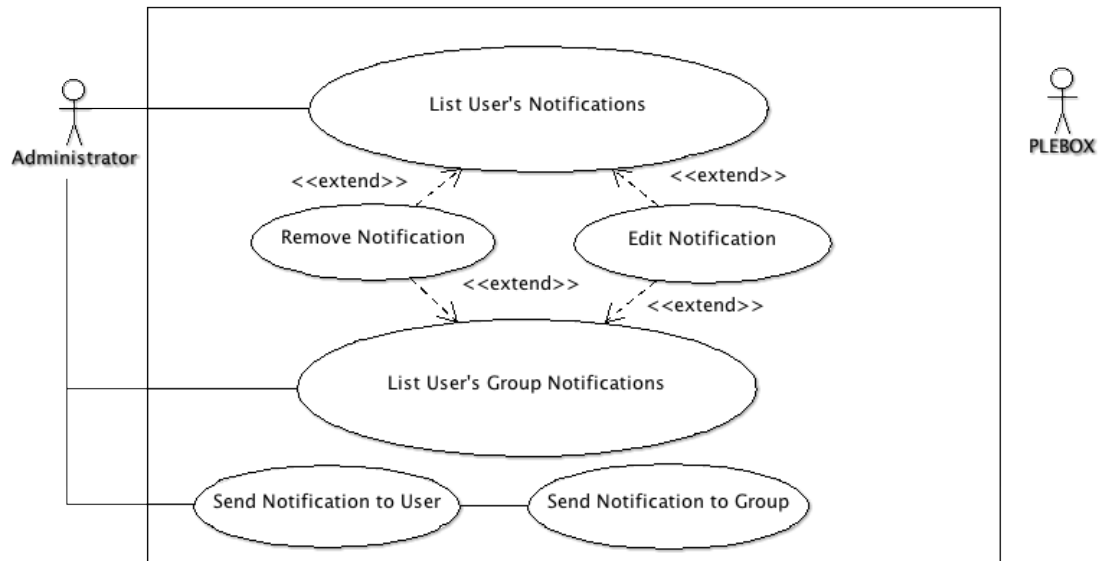 List User's Notifications
Administrator
PLEBOX
<<extend>>
<<extend>>
Remove Notification
Edit Notification
<<extend>>
<<extend>>
List User's Group Notifications
Send Notification to User
Send Notification to Group